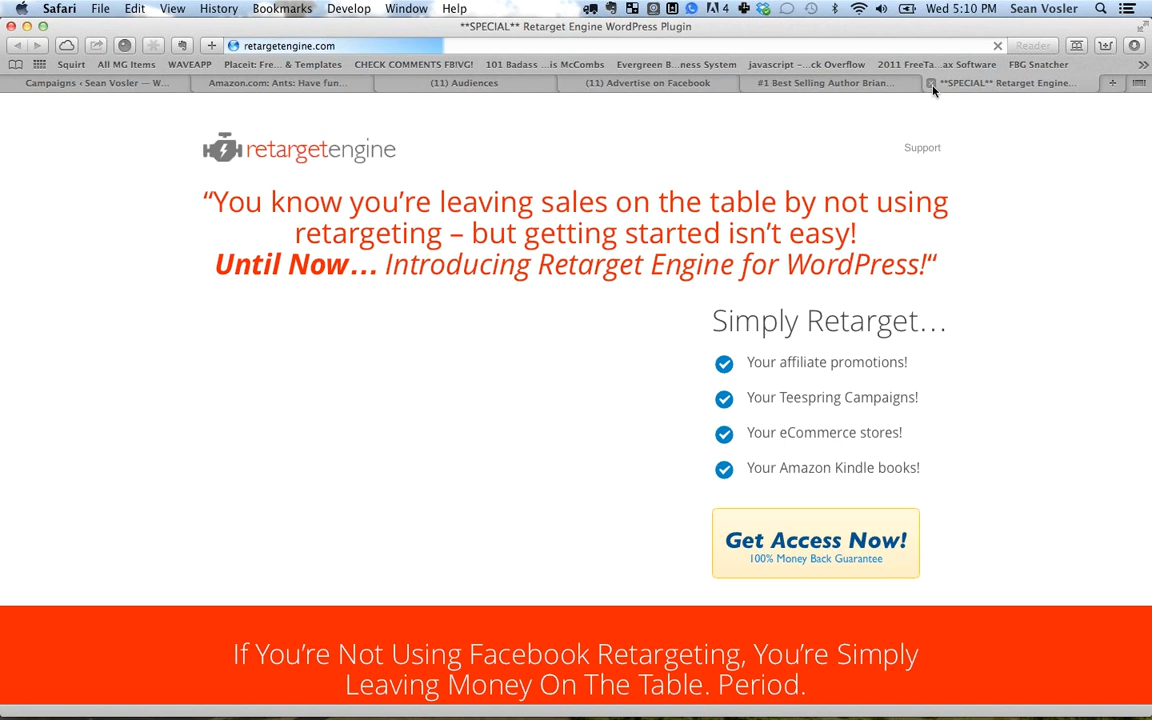 Safari File Edit View History Bookmarks Develop Window Help 4 Wed 5:10 PM Sean Vosler
**SPECIAL** Retarget Engine WordPress Plugin
retargetengine.com Reader
Squirt All MG Items WAVEAPP Placeit: Fre... & Templates CHECK COMMENTS FBIVG! 101 Badass ...is McCombs Evergreen B...ness System javascript -...ck Overflow 2011 FreeTa...ax Software FBG Snatcher
Campaigns ‹ Sean Vosler — W... Amazon.com: Ants: Have fun... (11) Audiences (11) Advertise on Facebook #1 Best Selling Author Brian... **SPECIAL** Retarget Engine...
retargetengine
Support
“You know you’re leaving sales on the table by not using
retargeting – but getting started isn’t easy!
Until Now… Introducing Retarget Engine for WordPress!“
Simply Retarget…
Your affiliate promotions!
Your Teespring Campaigns!
Your eCommerce stores!
Your Amazon Kindle books!
Get Access Now!
100% Money Back Guarantee
If You’re Not Using Facebook Retargeting, You’re Simply
Leaving Money On The Table. Period.